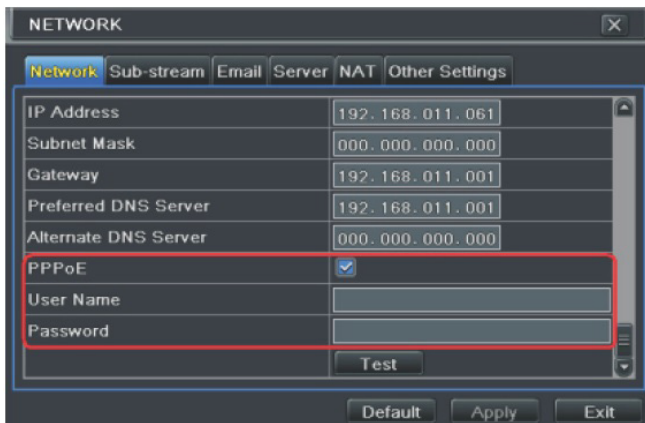 NETWORK
Network Sub-stream Email Server NAT Other Settings
IP Address 192.168.011.061
Subnet Mask 000.000.000.000
Gateway 192.168.011.001
Preferred DNS Server 192.168.011.001
Alternate DNS Server 000.000.000.000
PPPoE
User Name
Password
Test
Default Apply Exit